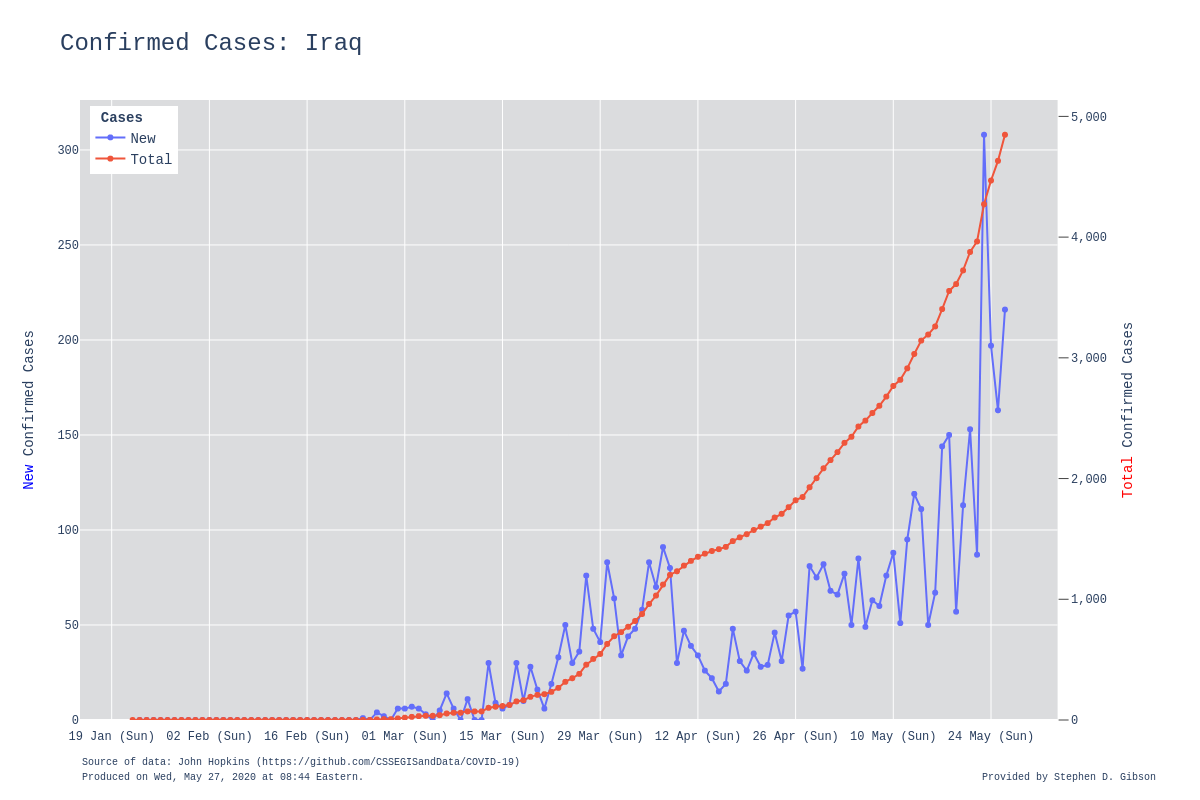 Confirmed Cases: Iraq
Cases
New
Total
300
250
200
150
100
50
0
New Confirmed Cases
5,000
4,000
3,000
2,000
1,000
0
Total Confirmed Cases
19 Jan (Sun) 02 Feb (Sun) 16 Feb (Sun) 01 Mar (Sun) 15 Mar (Sun) 29 Mar (Sun) 12 Apr (Sun) 26 Apr (Sun) 10 May (Sun) 24 May (Sun)
Source of data: John Hopkins (https://github.com/CSSEGISandData/COVID-19)
Produced on Wed, May 27, 2020 at 08:44 Eastern.
Provided by Stephen D. Gibson